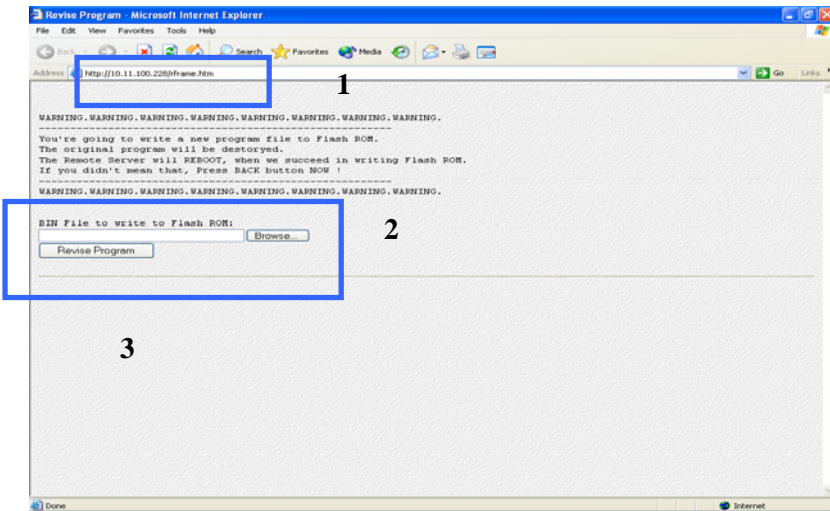 Revise Program - Microsoft Internet Explorer
File Edit View Favorites Tools Help
Back Search Favorites Media
Address http://10.11.100.228/rframe.htm Go Links
1
WARNING.WARNING.WARNING.WARNING.WARNING.WARNING.WARNING.WARNING.
----------------------------------------------------------------
You're going to write a new program file to Flash ROM.
The original program will be destoryed.
The Remote Server will REBOOT, when we succeed in writing Flash ROM.
If you didn't mean that, Press BACK button NOW !
----------------------------------------------------------------
WARNING.WARNING.WARNING.WARNING.WARNING.WARNING.WARNING.WARNING.
BIN File to write to Flash ROM:
Browse...
2
Revise Program
3
Done Internet